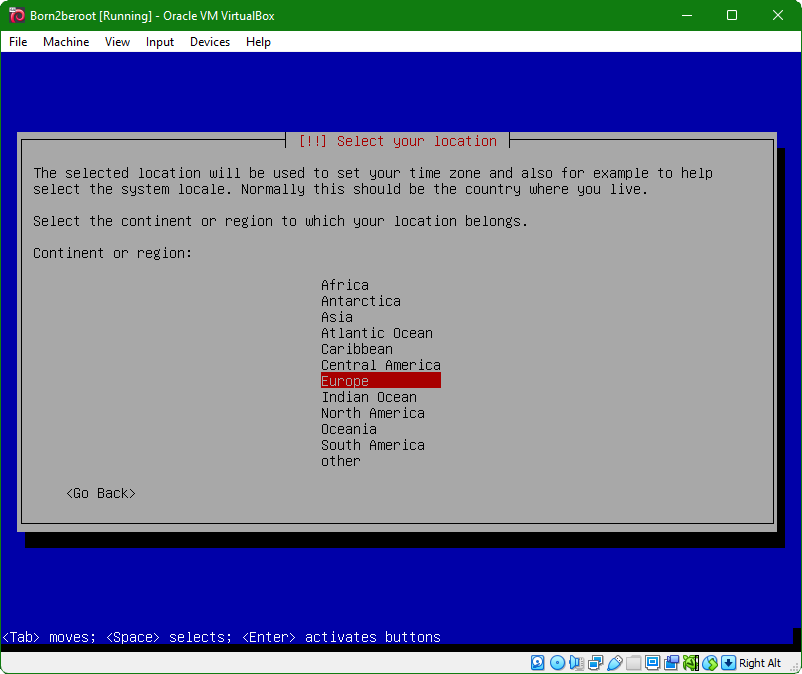 Born2beroot [Running] - Oracle VM VirtualBox
File Machine View Input Devices Help
[!!] Select your location
The selected location will be used to set your time zone and also for example to help
select the system locale. Normally this should be the country where you live.
Select the continent or region to which your location belongs.
Continent or region:
Africa
Antarctica
Asia
Atlantic Ocean
Caribbean
Central America
Europe
Indian Ocean
North America
Oceania
South America
other
<Go Back>
<Tab> moves; <Space> selects; <Enter> activates buttons
Right Alt